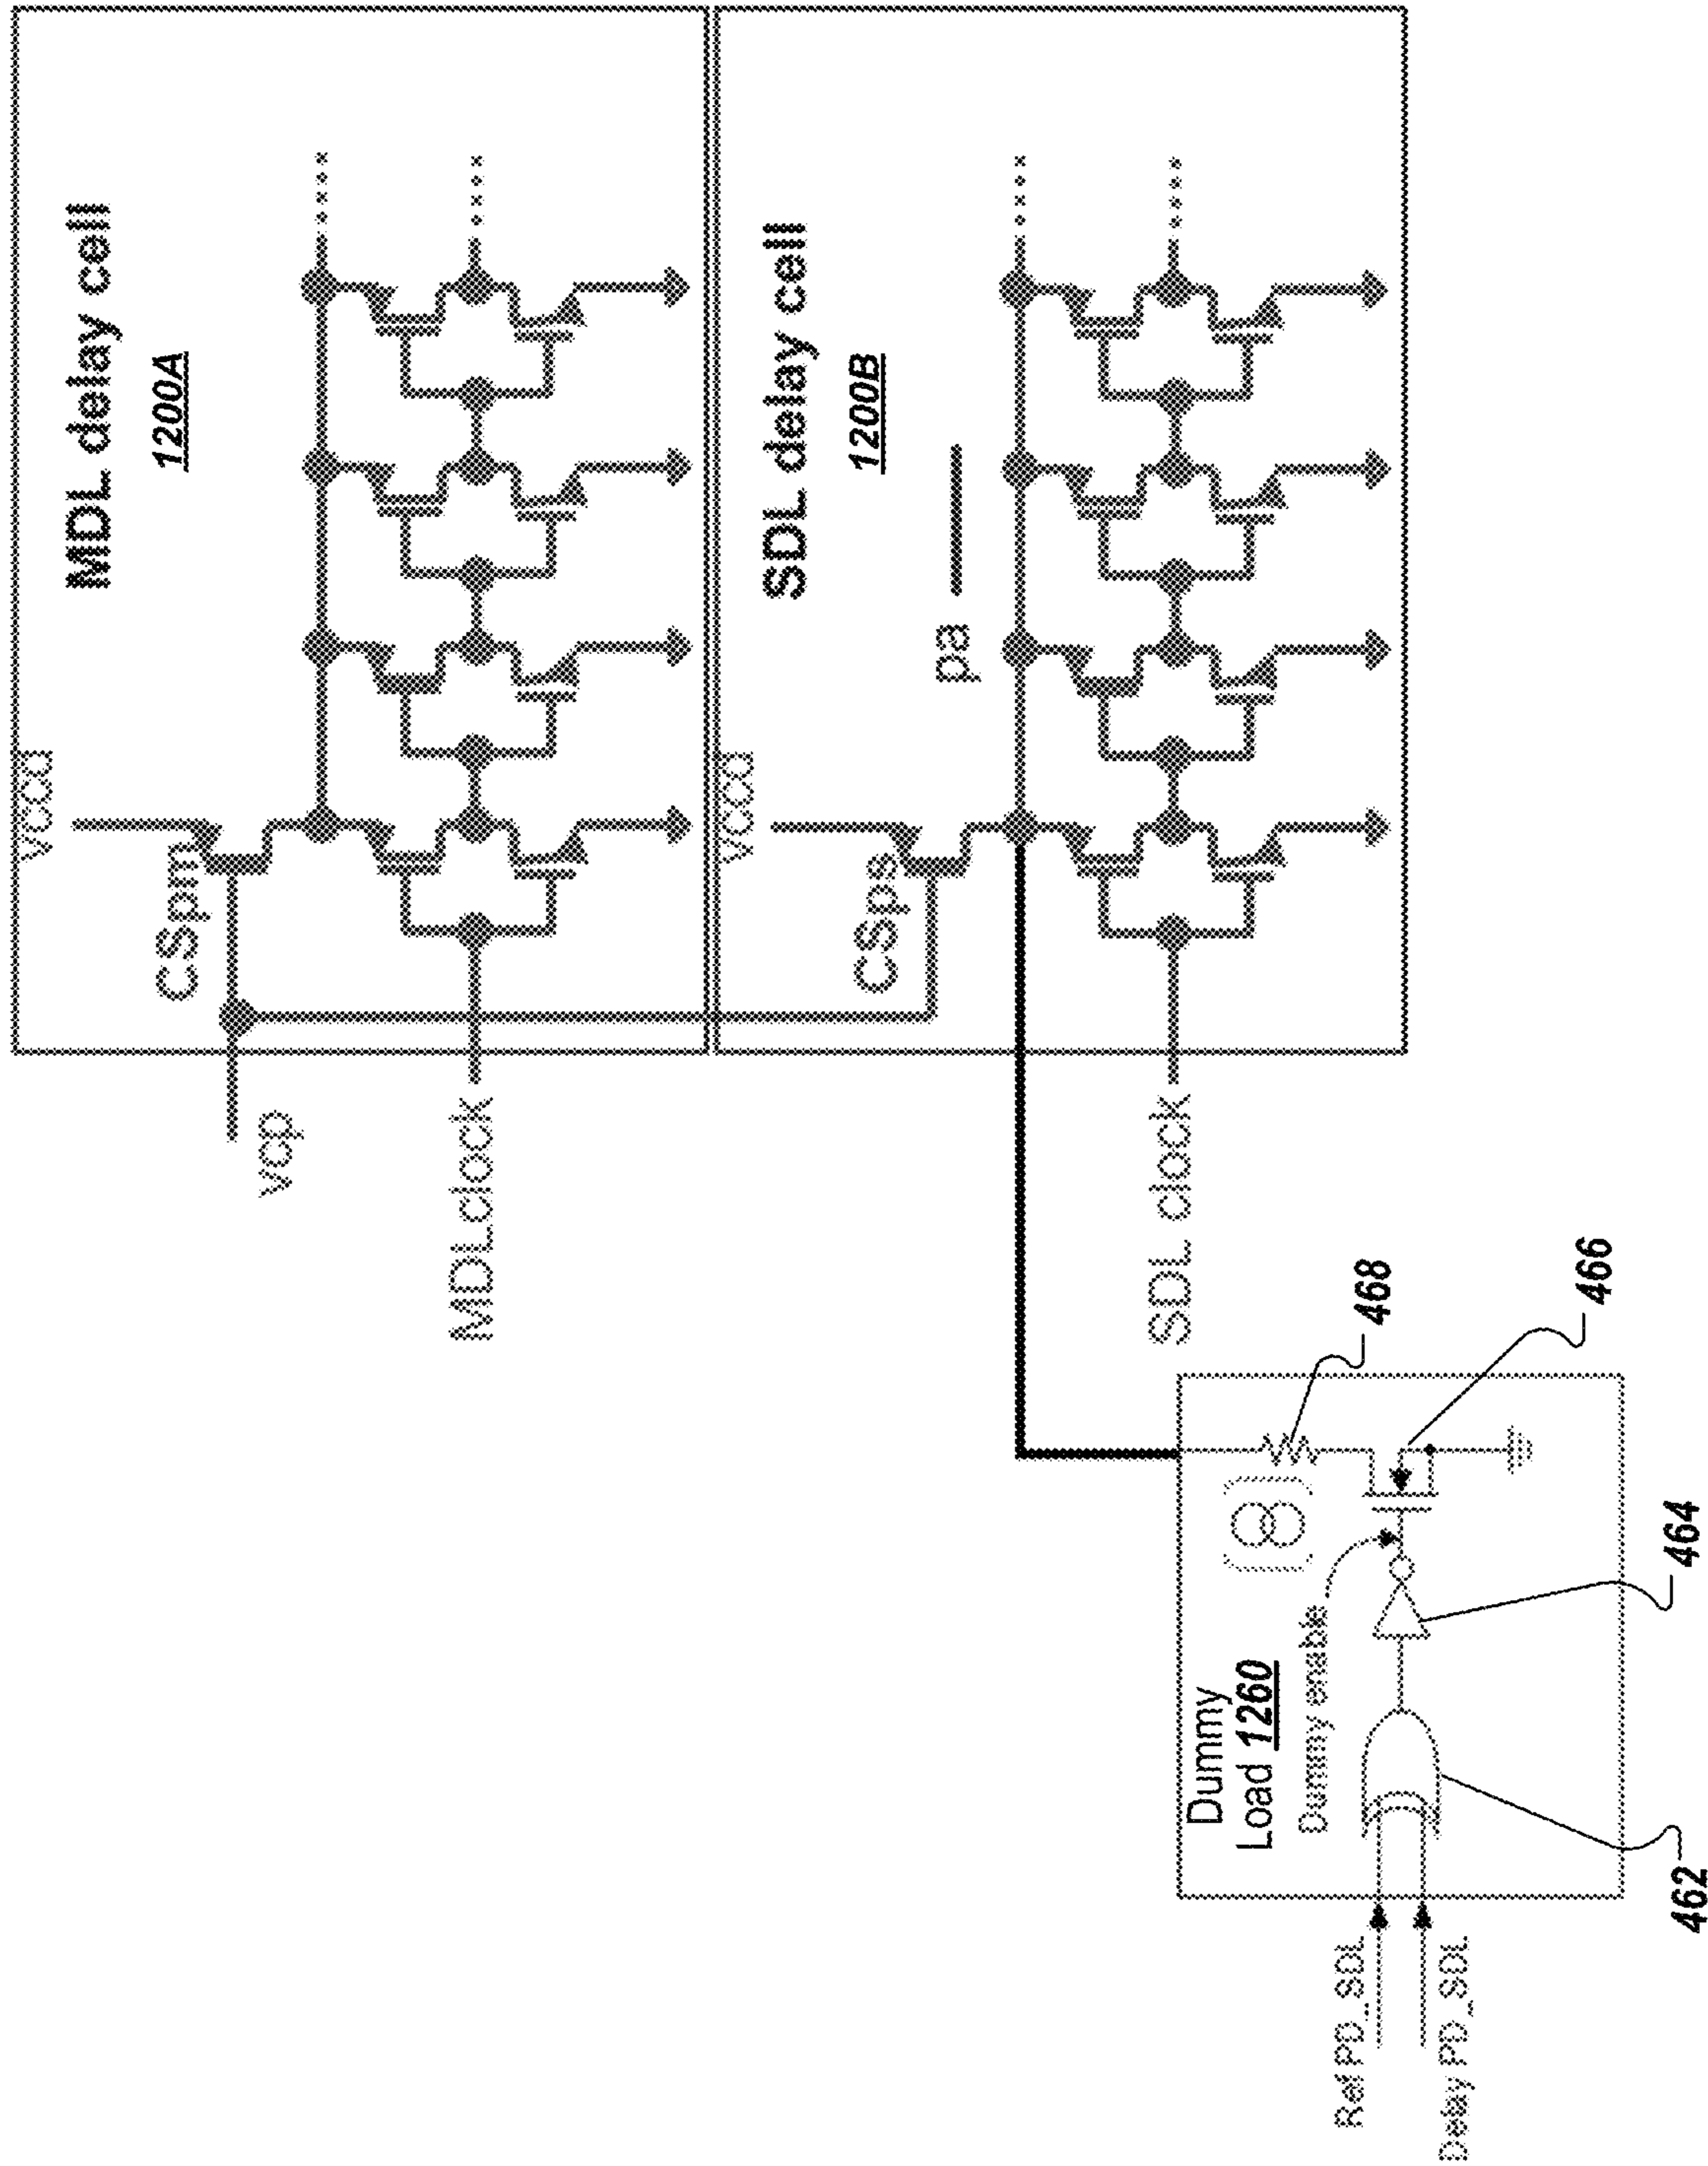 MDL delay cell
1200A
vccd
CSpm
vcp
MDLclock
SDL delay cell
1200B
pa
vccd
CSps
SDL clock
468
466
464
462
Dummy
Load 1260
Dummy enable
Ref PD_SDL
Delay PD_SDL